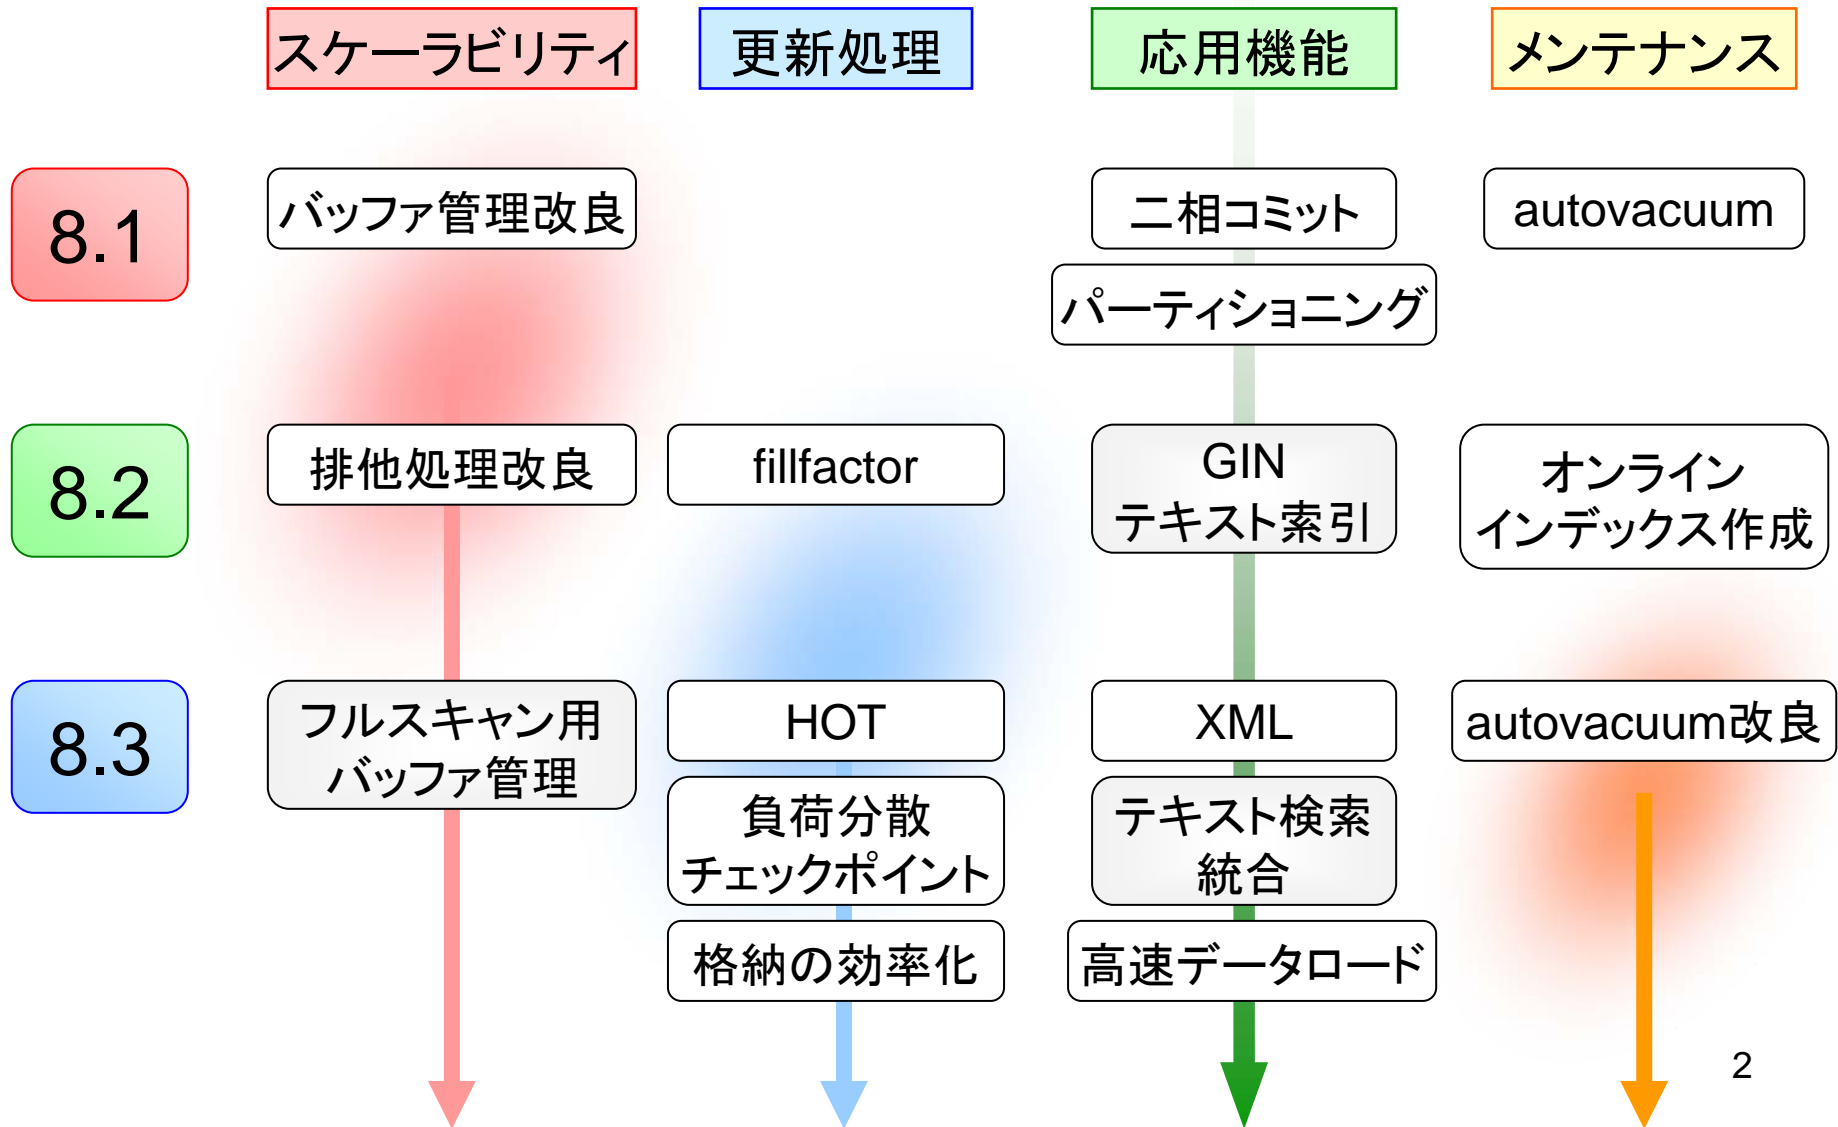 スケーラビリティ
更新処理
応用機能
メンテナンス
8.1
バッファ管理改良
二相コミット
パーティショニング
autovacuum
8.2
排他処理改良
fillfactor
GIN
テキスト索引
オンライン
インデックス作成
8.3
フルスキャン用
バッファ管理
HOT
負荷分散
チェックポイント
格納の効率化
XML
テキスト検索
統合
高速データロード
autovacuum改良
2